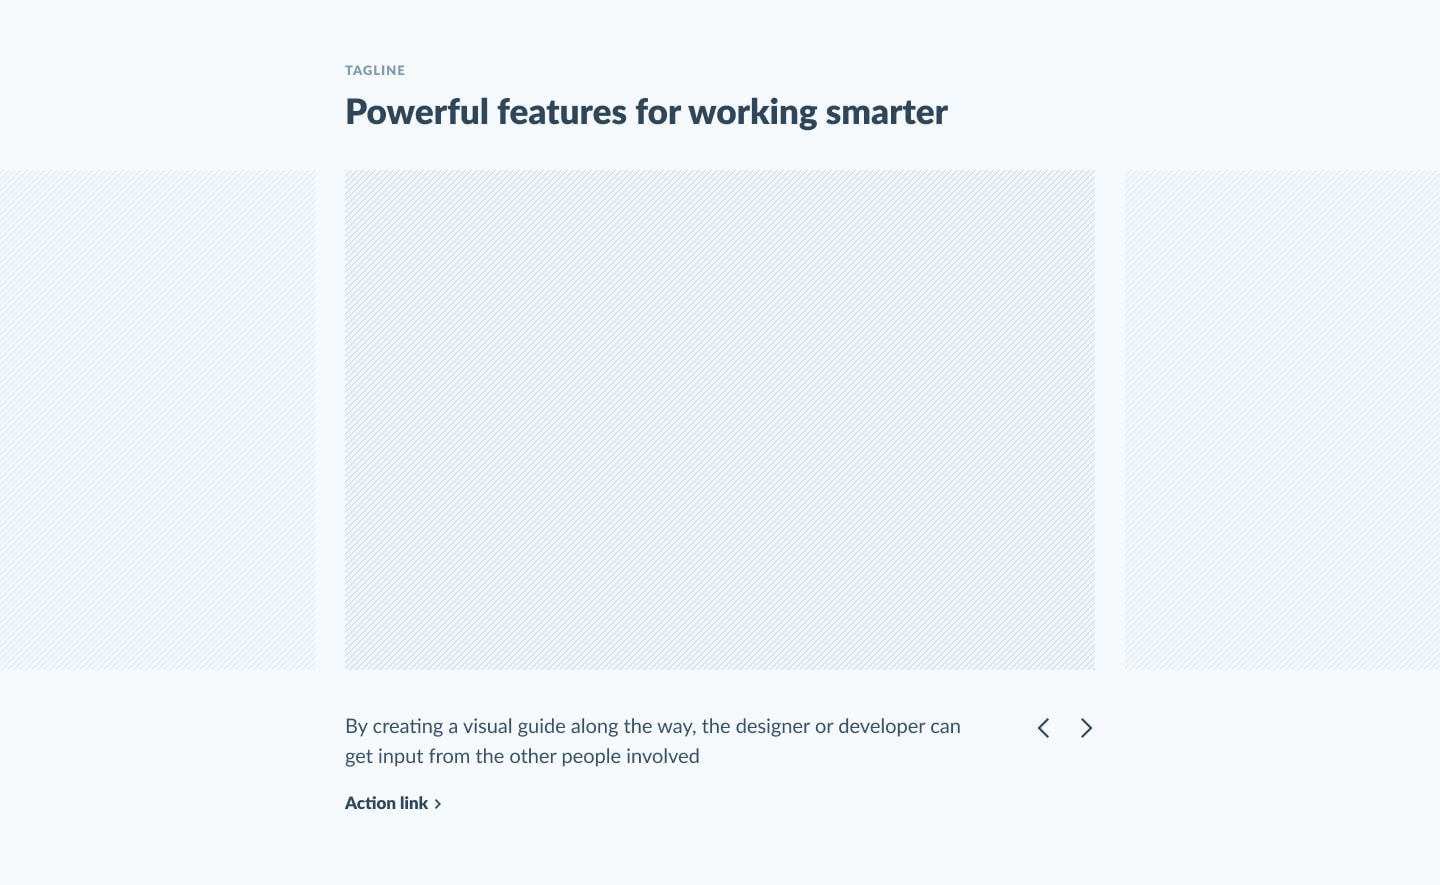 TAGLINE
Powerful features for working smarter
By creating a visual guide along the way, the designer or developer can
get input from the other people involved
Action link